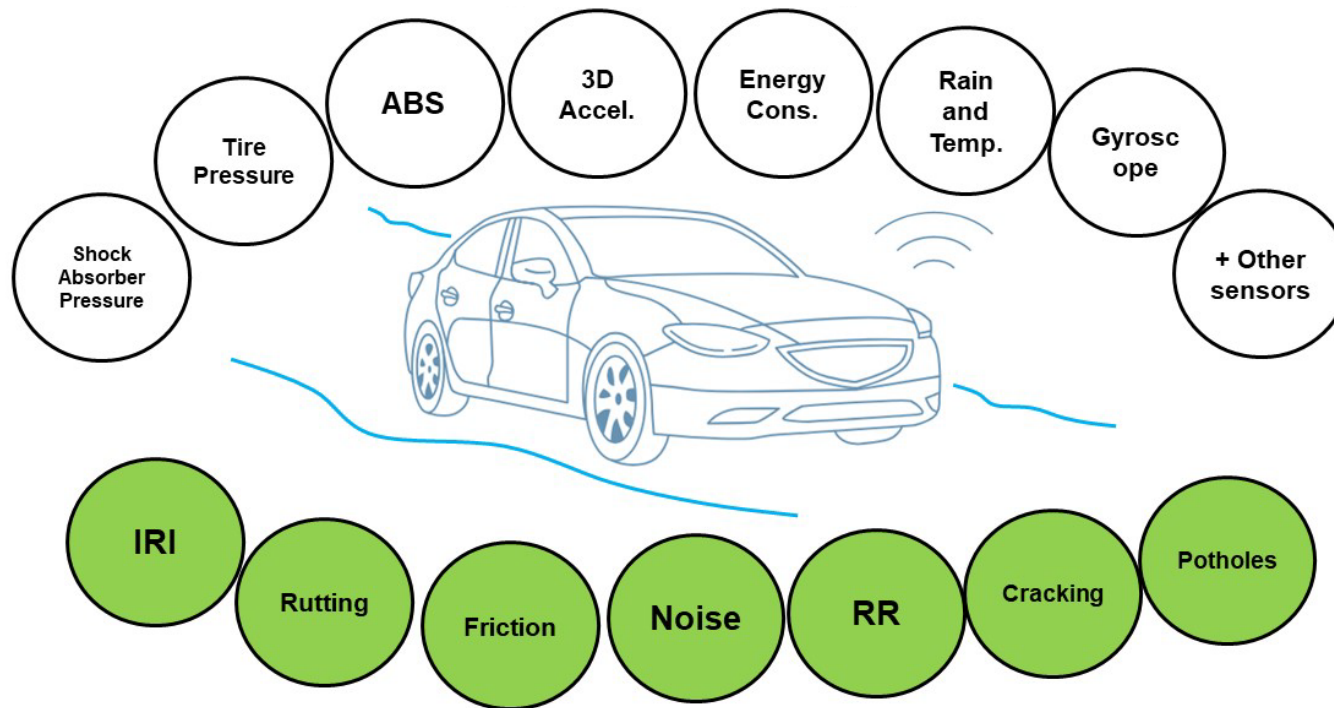 Shock
Absorber
Pressure
Tire
Pressure
ABS
3D
Accel.
Energy
Cons.
Rain
and
Temp.
Gyrosc
ope
+ Other
sensors
IRI
Rutting
Friction
Noise
RR
Cracking
Potholes